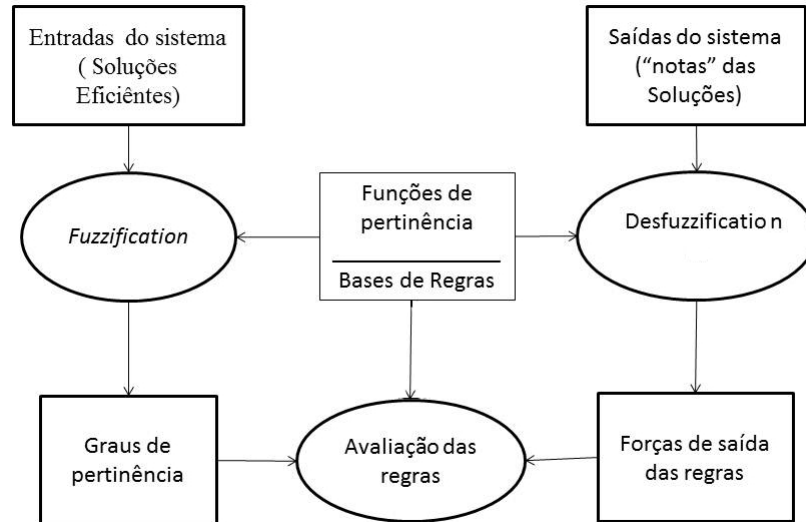 Entradas do sistema
( Soluções
Eficiêntes)
Saídas do sistema
(“notas” das
Soluções)
Fuzzification
Funções de
pertinência
Bases de Regras
Desfuzzificatio n
Graus de
pertinência
Avaliação das
regras
Forças de saída
das regras